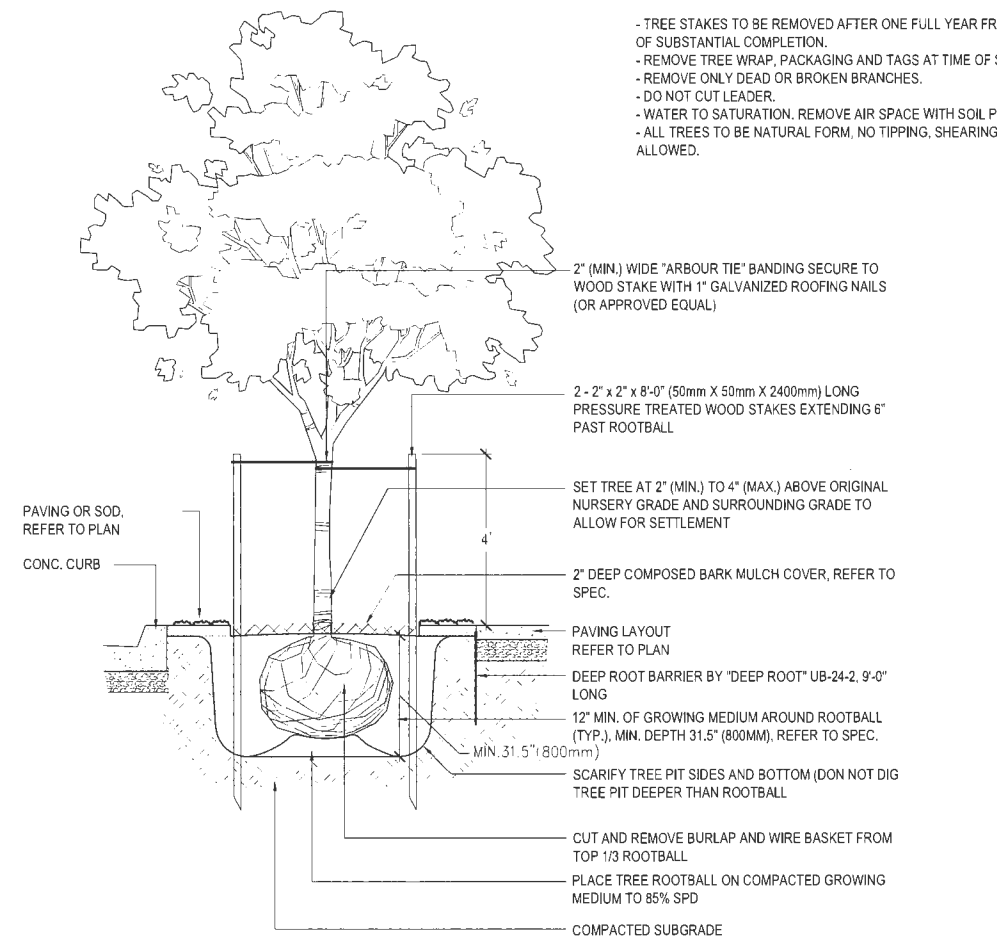 - TREE STAKES TO BE REMOVED AFTER ONE FULL YEAR
OF SUBSTANTIAL COMPLETION.
- REMOVE TREE WRAP, PACKAGING AND TAGS AT TIME OF
- REMOVE ONLY DEAD OR BROKEN BRANCHES.
- DO NOT CUT LEADER.
- WATER TO SATURATION. REMOVE AIR SPACE WITH SOIL
- ALL TREES TO BE NATURAL FORM, NO TIPPING, SHEARING
ALLOWED.
2" (MIN.) WIDE "ARBOUR TIE" BANDING SECURE TO
WOOD STAKE WITH 1" GALVANIZED ROOFING NAILS
(OR APPROVED EQUAL)
2 - 2" x 2" x 8'-0" (50mm X 50mm X 2400mm) LONG
PRESSURE TREATED WOOD STAKES EXTENDING 6"
PAST ROOTBALL
SET TREE AT 2" (MIN.) TO 4" (MAX.) ABOVE ORIGINAL
NURSERY GRADE AND SURROUNDING GRADE TO
ALLOW FOR SETTLEMENT
PAVING OR SOD,
REFER TO PLAN
4'
CONC. CURB
2" DEEP COMPOSED BARK MULCH COVER, REFER TO
SPEC.
PAVING LAYOUT
REFER TO PLAN
DEEP ROOT BARRIER BY "DEEP ROOT" UB-24-2, 9'-0"
LONG
12" MIN. OF GROWING MEDIUM AROUND ROOTBALL
(TYP.), MIN. DEPTH 31.5" (800MM), REFER TO SPEC.
MIN.31.5"(800mm)
SCARIFY TREE PIT SIDES AND BOTTOM (DON NOT DIG
TREE PIT DEEPER THAN ROOTBALL
CUT AND REMOVE BURLAP AND WIRE BASKET FROM
TOP 1/3 ROOTBALL
PLACE TREE ROOTBALL ON COMPACTED GROWING
MEDIUM TO 85% SPD
COMPACTED SUBGRADE